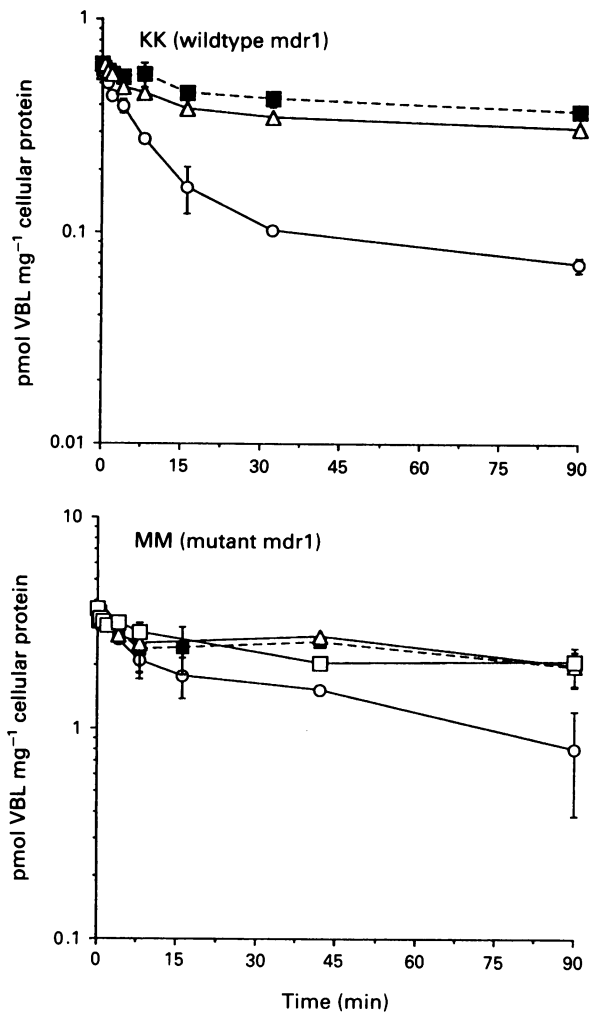 1
KK (wildtype mdr1)
pmol VBL mg⁻¹ cellular protein
0.1
0.01
0 15 30 45 60 75 90
10
MM (mutant mdr1)
pmol VBL mg⁻¹ cellular protein
1
0.1
0 15 30 45 60 75 90
Time (min)